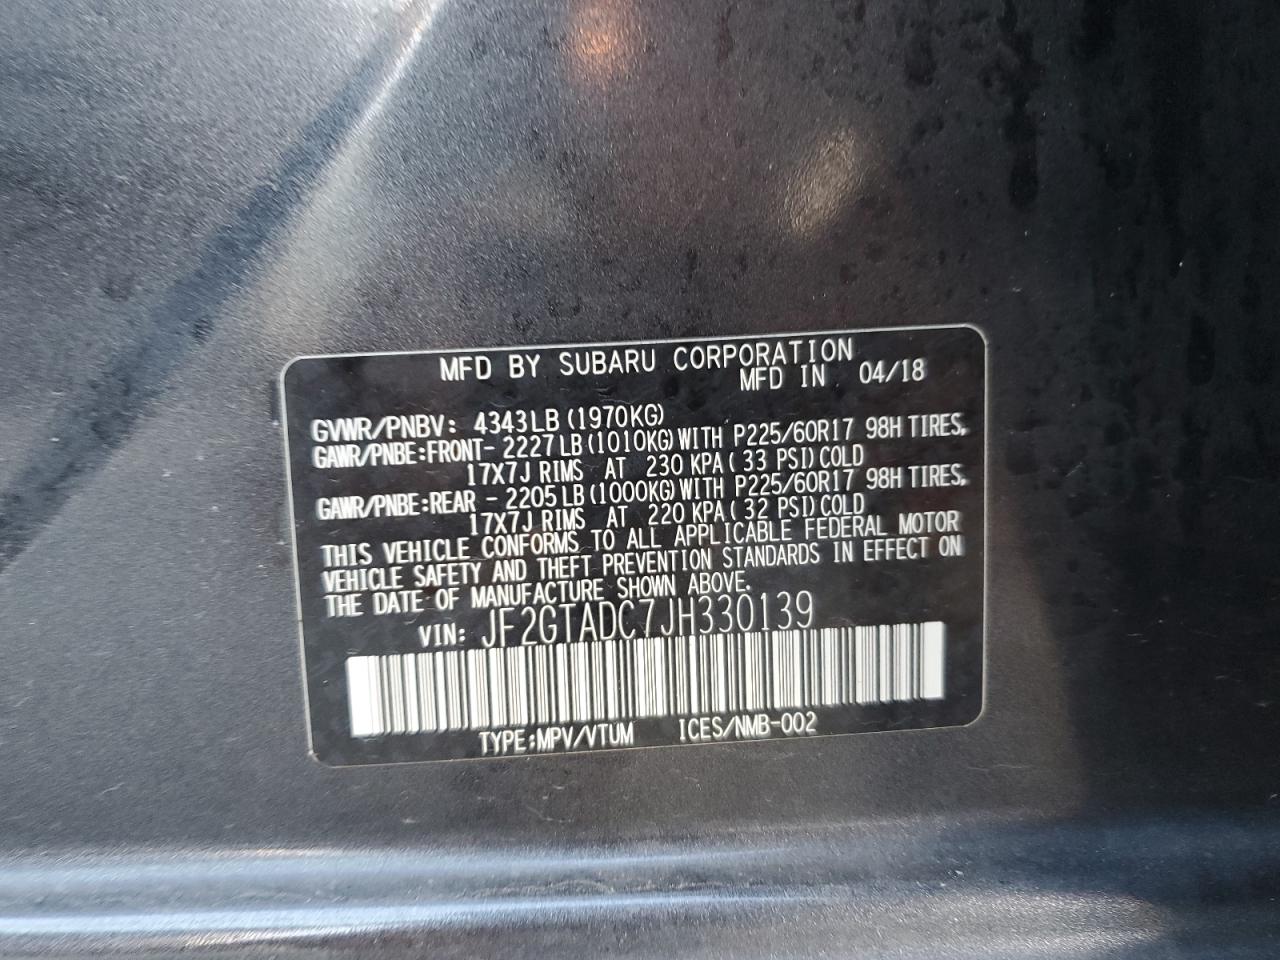 MFD BY SUBARU CORPORATION
MFD IN 04/18
GVWR/PNBV: 4343LB (1970KG)
GAWR/PNBE:FRONT- 2227LB(1010KG)WITH P225/60R17 98H TIRES,
17X7J RIMS AT 230 KPA( 33 PSI)COLD
GAWR/PNBE:REAR - 2205LB(1000KG)WITH P225/60R17 98H TIRES,
17X7J RIMS AT 220 KPA( 32 PSI)COLD
THIS VEHICLE CONFORMS TO ALL APPLICABLE FEDERAL MOTOR
VEHICLE SAFETY AND THEFT PREVENTION STANDARDS IN EFFECT ON
THE DATE OF MANUFACTURE SHOWN ABOVE.
VIN: JF2GTADC7JH330139
TYPE:MPV/VTUM ICES/NMB-002